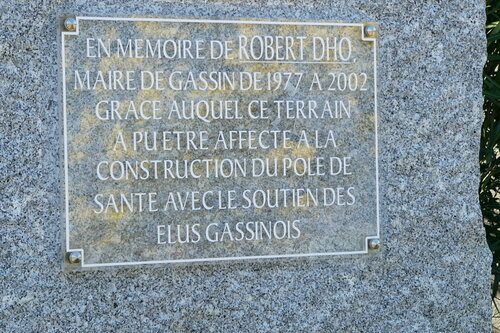 EN MEMOIRE DE ROBERT DHO
MAIRE DE GASSIN DE 1977 A 2002
GRACE AUQUEL CE TERRAIN
A PU ETRE AFFECTE A LA
CONSTRUCTION DU POLE DE
SANTE AVEC LE SOUTIEN DES
ELUS GASSINOIS